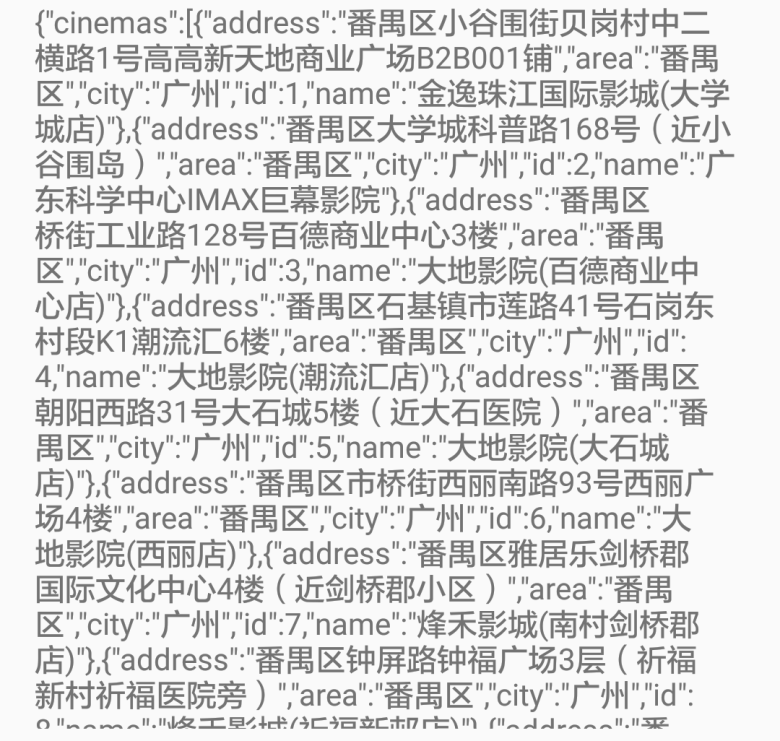 {"cinemas":[{"address":"番禺区小谷围街贝岗村中二
横路1号高高新天地商业广场B2B001铺","area":"番禺
区","city":"广州","id":1,"name":"金逸珠江国际影城(大学
城店)"},{"address":"番禺区大学城科普路168号（近小
谷围岛）","area":"番禺区","city":"广州","id":2,"name":"广
东科学中心IMAX巨幕影院"},{"address":"番禺区
桥街工业路128号百德商业中心3楼","area":"番禺
区","city":"广州","id":3,"name":"大地影院(百德商业中
心店)"},{"address":"番禺区石基镇市莲路41号石岗东
村段K1潮流汇6楼","area":"番禺区","city":"广州","id":
4,"name":"大地影院(潮流汇店)"},{"address":"番禺区
朝阳西路31号大石城5楼（近大石医院）","area":"番
禺区","city":"广州","id":5,"name":"大地影院(大石城
店)"},{"address":"番禺区市桥街西丽南路93号西丽广
场4楼","area":"番禺区","city":"广州","id":6,"name":"大
地影院(西丽店)"},{"address":"番禺区雅居乐剑桥郡
国际文化中心4楼（近剑桥郡小区）","area":"番禺
区","city":"广州","id":7,"name":"烽禾影城(南村剑桥郡
店)"},{"address":"番禺区钟屏路钟福广场3层（祈福
新村祈福医院旁）","area":"番禺区","city":"广州","id":
8,"name":"烽禾影城(祈福新邨店)"},{"address":"番